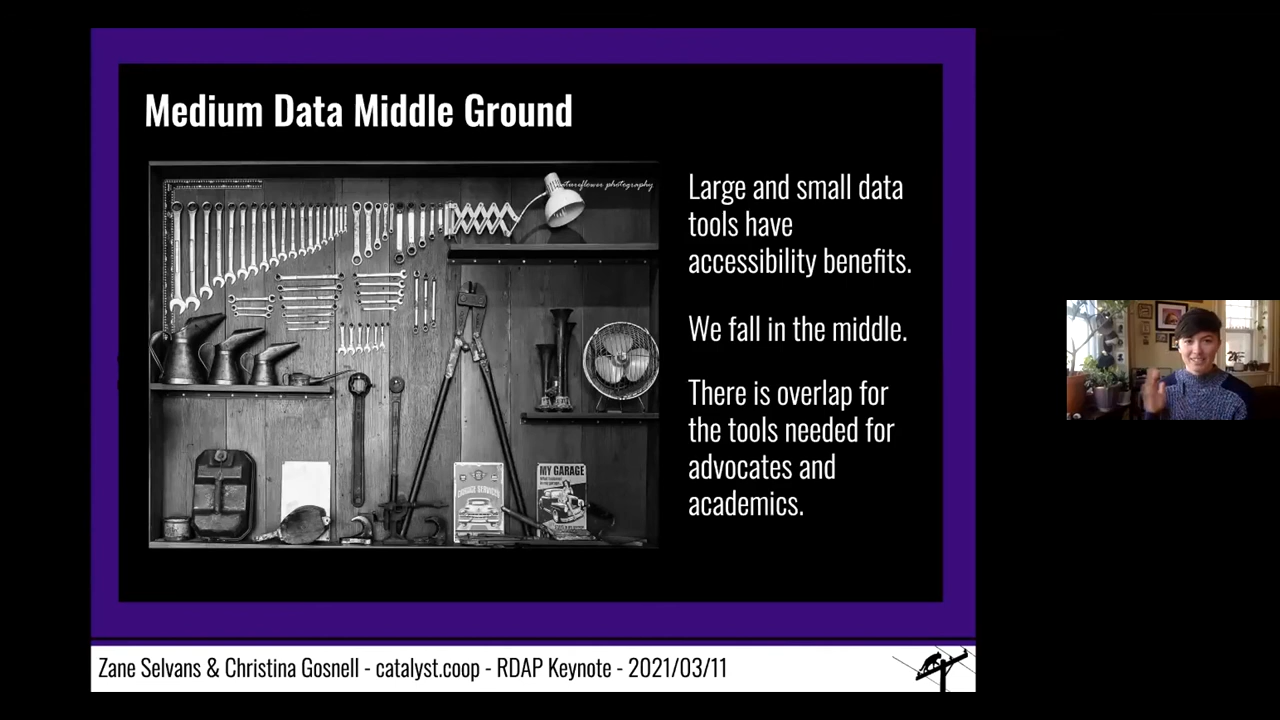 Medium Data Middle Ground
Large and small data
tools have
accessibility benefits.
We fall in the middle.
There is overlap for
the tools needed for
advocates and
academics.
MY GARAGE
Zane Selvans & Christina Gosnell - catalyst.coop - RDAP Keynote - 2021/03/11